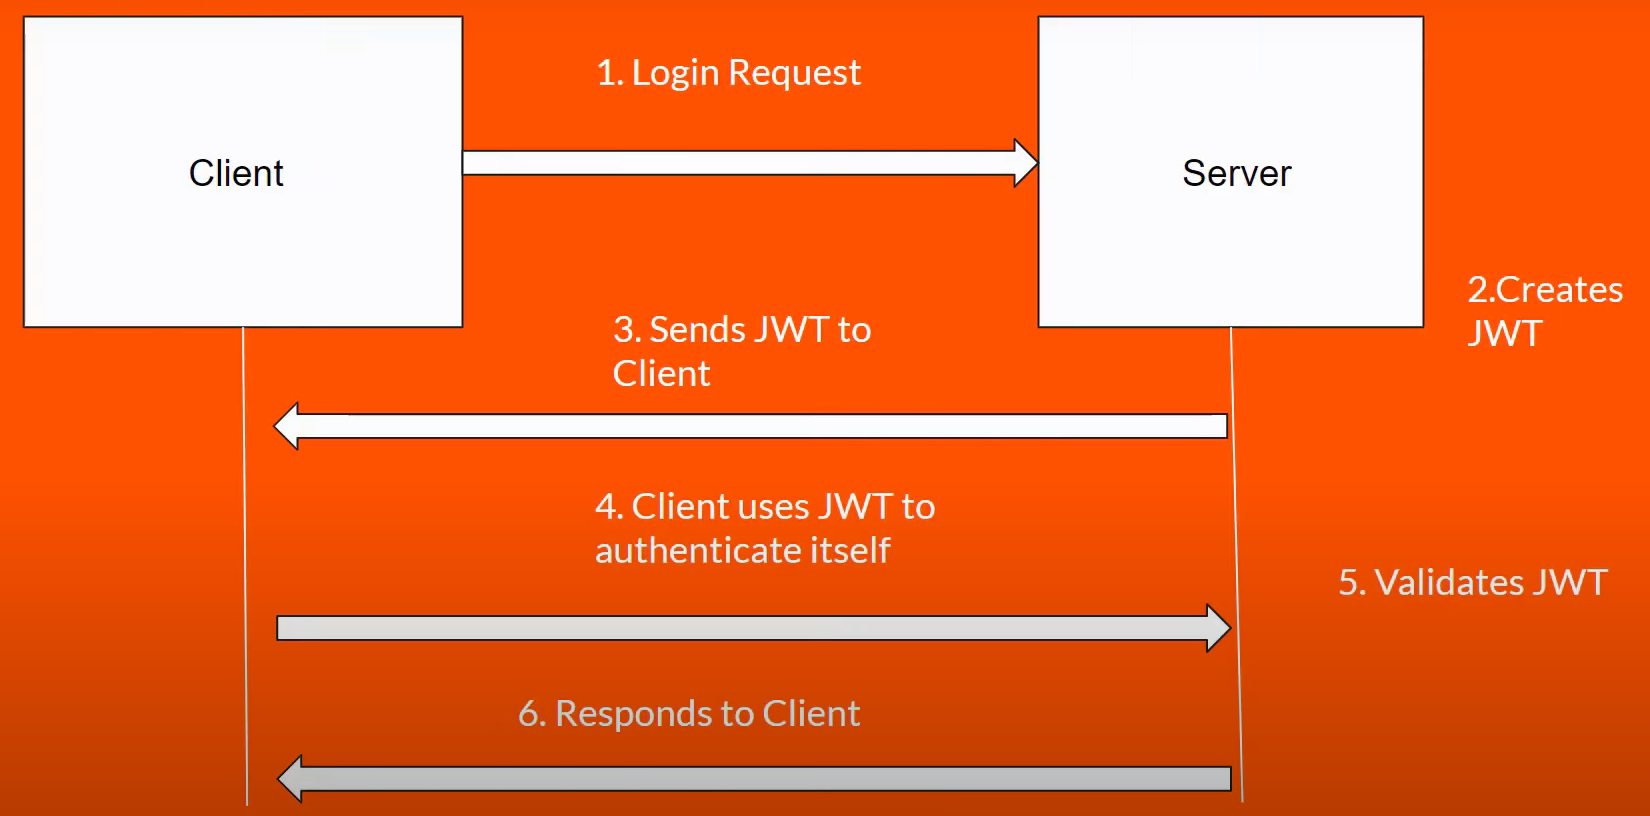 Client
1. Login Request
Server
2.Creates
JWT
3. Sends JWT to
Client
4. Client uses JWT to
authenticate itself
5. Validates JWT
6. Responds to Client